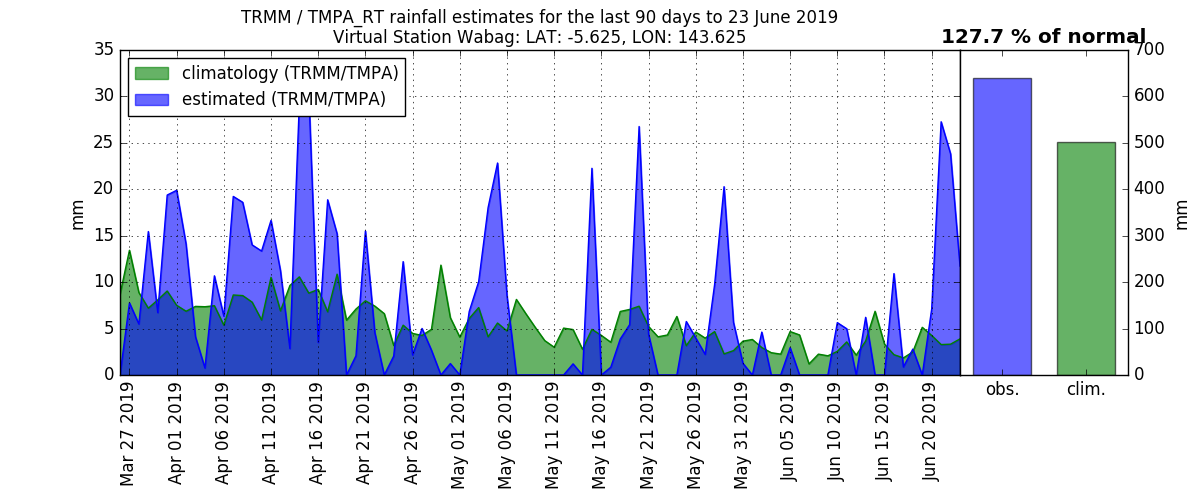 TRMM / TMPA_RT rainfall estimates for the last 90 days to 23 June 2019
Virtual Station Wabag: LAT: -5.625, LON: 143.625
127.7 % of normal
climatology (TRMM/TMPA)
estimated (TRMM/TMPA)
35
30
25
20
15
10
5
0
mm
Mar 27 2019
Apr 01 2019
Apr 06 2019
Apr 11 2019
Apr 16 2019
Apr 21 2019
Apr 26 2019
May 01 2019
May 06 2019
May 11 2019
May 16 2019
May 21 2019
May 26 2019
May 31 2019
Jun 05 2019
Jun 10 2019
Jun 15 2019
Jun 20 2019
obs.
clim.
700
600
500
400
300
200
100
0
mm